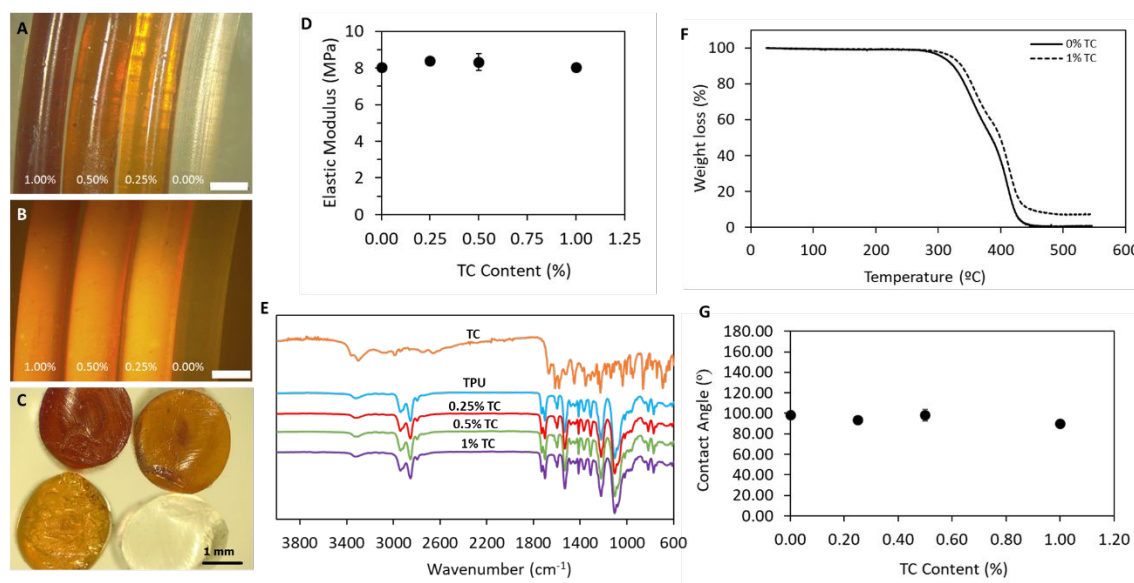 A
1.00% 0.50% 0.25% 0.00%
B
1.00% 0.50% 0.25% 0.00%
C
1 mm
D
Elastic Modulus (MPa)
10
8
6
4
2
0
0.00 0.25 0.50 0.75 1.00 1.25
TC Content (%)
E
TC
TPU
0.25% TC
0.5% TC
1% TC
3800 3400 3000 2600 2200 1800 1400 1000 600
Wavenumber (cm-1)
F
0% TC
1% TC
Weight loss (%)
100
80
60
40
20
0
0 100 200 300 400 500 600
Temperature (ºC)
G
Contact Angle (º)
180.00
160.00
140.00
120.00
100.00
80.00
60.00
40.00
20.00
0.00
0.00 0.20 0.40 0.60 0.80 1.00 1.20
TC Content (%)